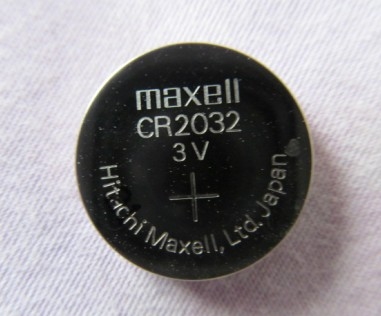 maxell
CR2032
3V
+
Hitachi Maxell, Ltd. Japan